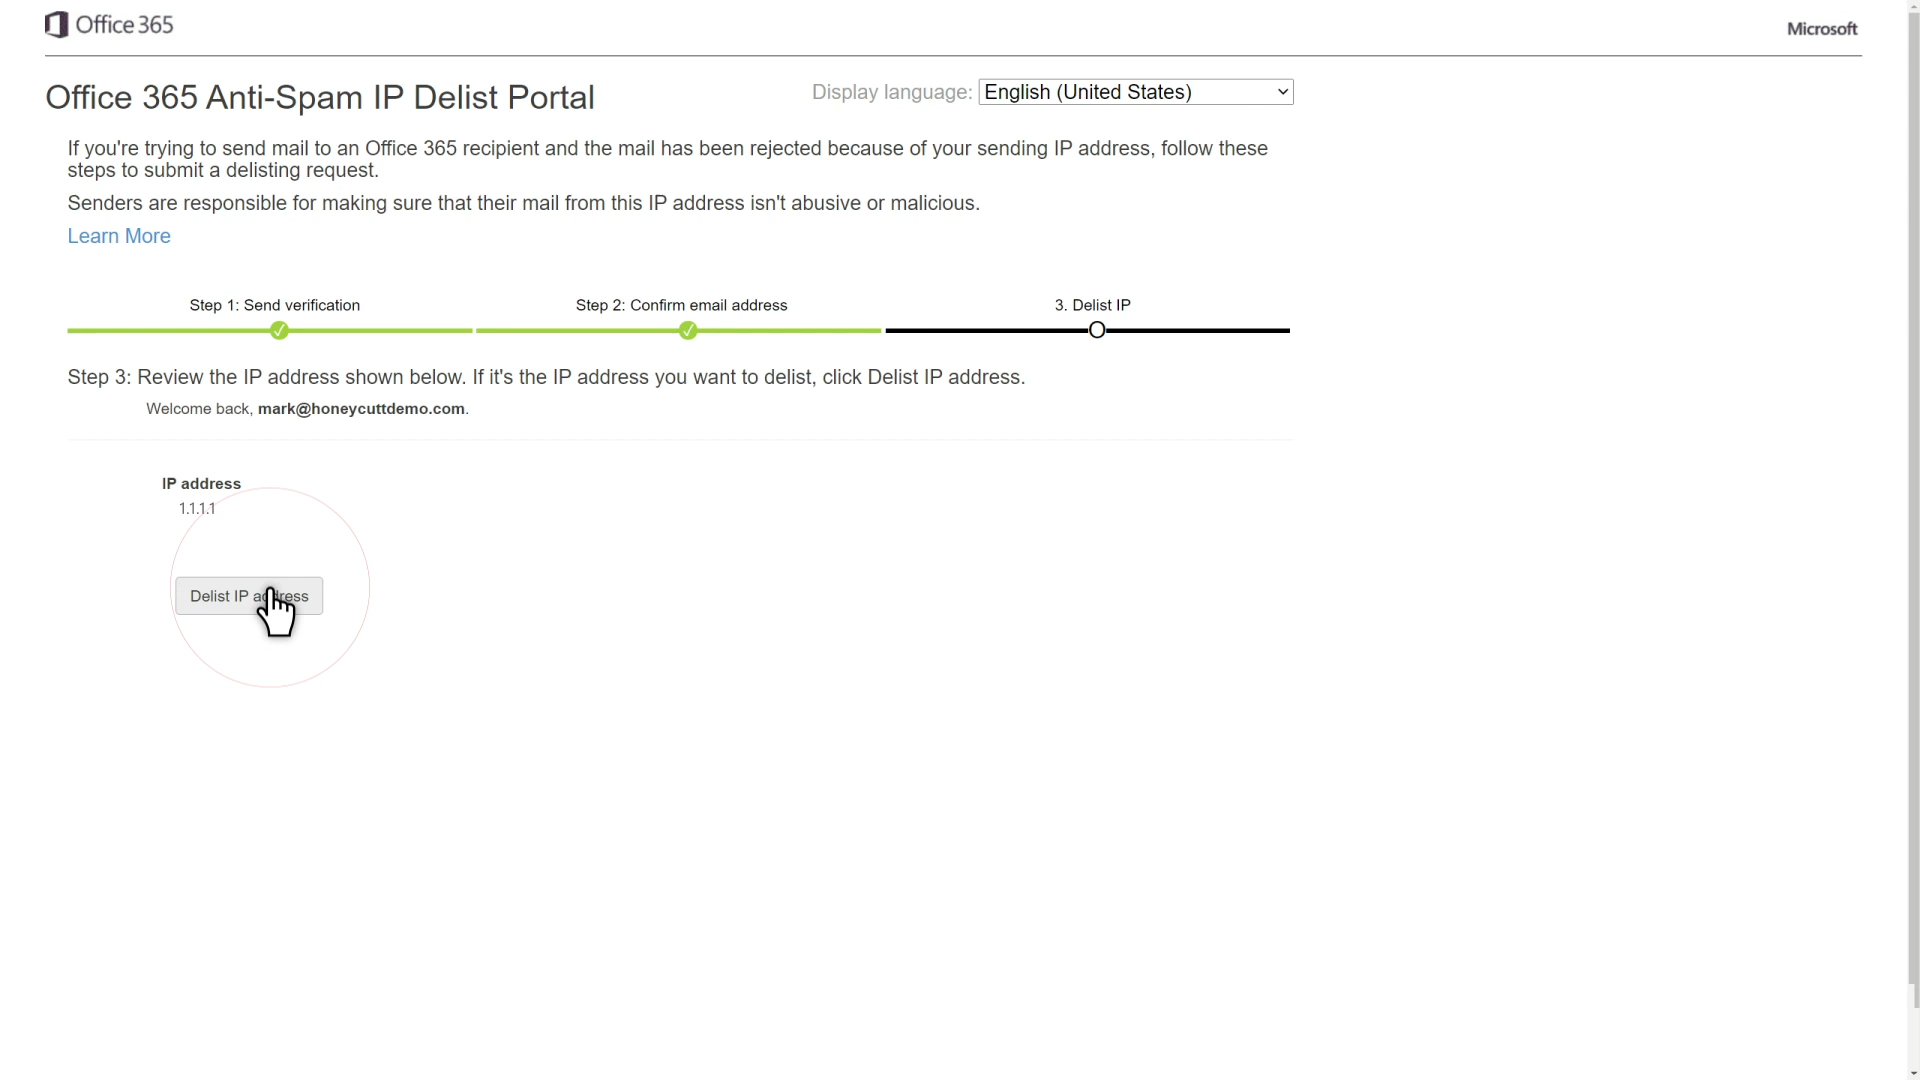 Office 365
Microsoft
Office 365 Anti-Spam IP Delist Portal
Display language: English (United States)
If you're trying to send mail to an Office 365 recipient and the mail has been rejected because of your sending IP address, follow these
steps to submit a delisting request.
Senders are responsible for making sure that their mail from this IP address isn't abusive or malicious.
Learn More
Step 1: Send verification
Step 2: Confirm email address
3. Delist IP
Step 3: Review the IP address shown below. If it's the IP address you want to delist, click Delist IP address.
Welcome back, mark@honeycuttdemo.com.
IP address
1.1.1.1
Delist IP address